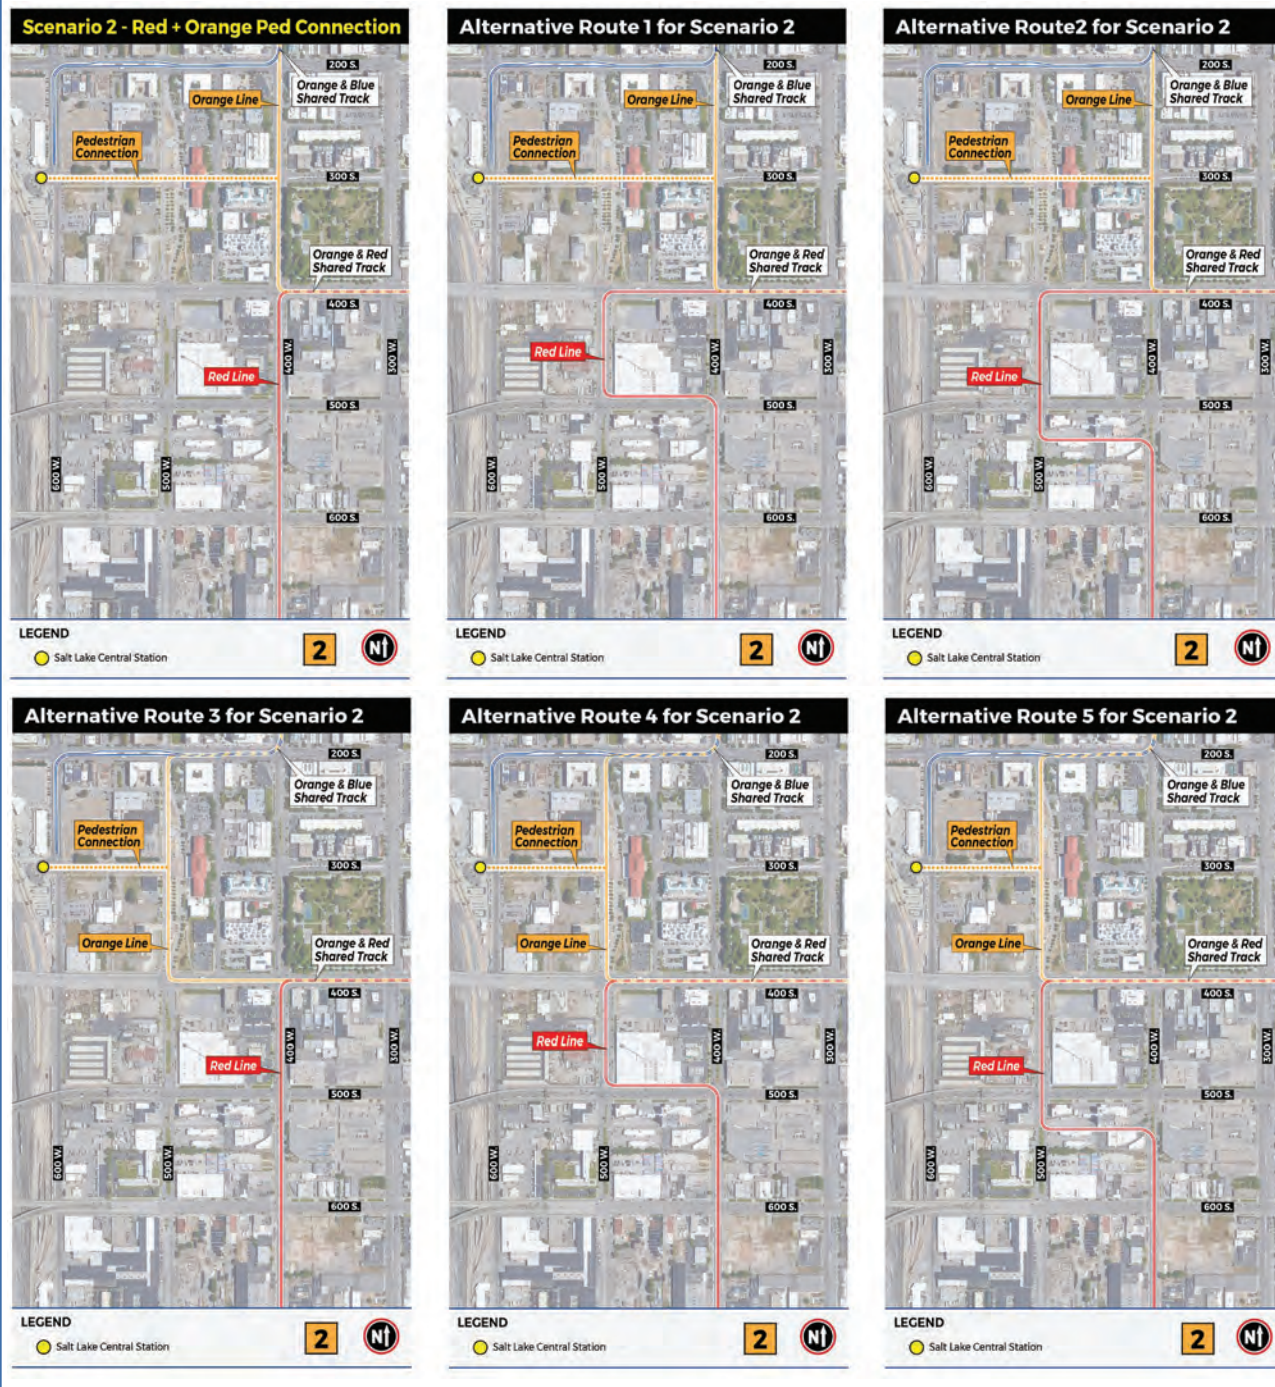 Scenario 2 - Red + Orange Ped Connection
200 S.
Orange & Blue
Shared Track
Orange Line
Pedestrian
Connection
300 S.
Orange & Red
Shared Track
400 S.
400 W.
300 W.
Red Line
500 S.
600 W.
500 W.
600 S.
LEGEND
Salt Lake Central Station
2
N
Alternative Route 1 for Scenario 2
200 S.
Orange & Blue
Shared Track
Orange Line
Pedestrian
Connection
300 S.
Orange & Red
Shared Track
400 S.
Red Line
400 W.
300 W.
500 S.
600 W.
500 W.
600 S.
LEGEND
Salt Lake Central Station
2
N
Alternative Route2 for Scenario 2
200 S.
Orange & Blue
Shared Track
Orange Line
Pedestrian
Connection
300 S.
Orange & Red
Shared Track
400 S.
400 W.
300 W.
Red Line
500 S.
600 W.
500 W.
600 S.
LEGEND
Salt Lake Central Station
2
N
Alternative Route 3 for Scenario 2
200 S.
Orange & Blue
Shared Track
Pedestrian
Connection
300 S.
Orange Line
Orange & Red
Shared Track
400 S.
400 W.
300 W.
Red Line
500 S.
600 W.
500 W.
600 S.
LEGEND
Salt Lake Central Station
2
N
Alternative Route 4 for Scenario 2
200 S.
Orange & Blue
Shared Track
Pedestrian
Connection
300 S.
Orange Line
Orange & Red
Shared Track
400 S.
Red Line
400 W.
300 W.
500 S.
600 W.
500 W.
600 S.
LEGEND
Salt Lake Central Station
2
N
Alternative Route 5 for Scenario 2
200 S.
Orange & Blue
Shared Track
Pedestrian
Connection
300 S.
Orange Line
Orange & Red
Shared Track
400 S.
400 W.
300 W.
Red Line
500 S.
600 W.
500 W.
600 S.
LEGEND
Salt Lake Central Station
2
N